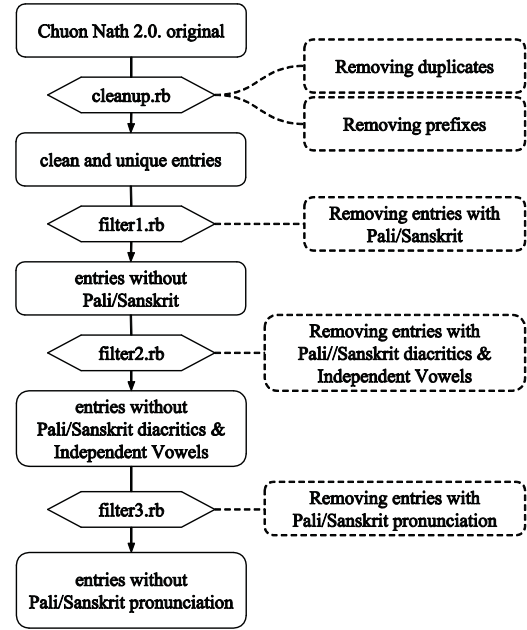 Chuon Nath 2.0. original
Removing duplicates
cleanup.rb
Removing prefixes
clean and unique entries
filter1.rb
Removing entries with
Pali/Sanskrit
entries without
Pali/Sanskrit
filter2.rb
Removing entries with
Pali//Sanskrit diacritics &
Independent Vowels
entries without
Pali/Sanskrit diacritics &
Independent Vowels
filter3.rb
Removing entries with
Pali/Sanskrit pronunciation
entries without
Pali/Sanskrit pronunciation